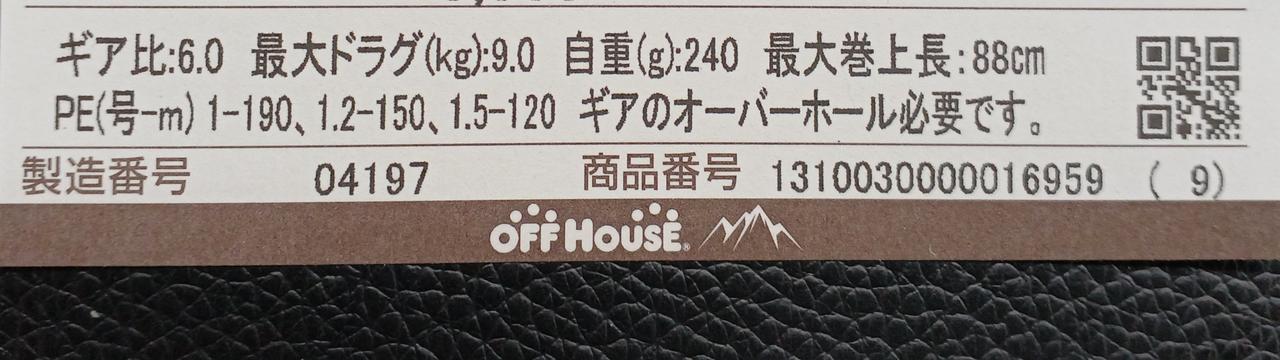 ギア比:6.0 最大ドラグ(kg):9.0 自重(g):240 最大巻上長:88cm
PE(号-m) 1-190、1.2-150、1.5-120 ギアのオーバーホール必要です。
製造番号 04197 商品番号 1310030000016959 ( 9)
OFF HOUSE®